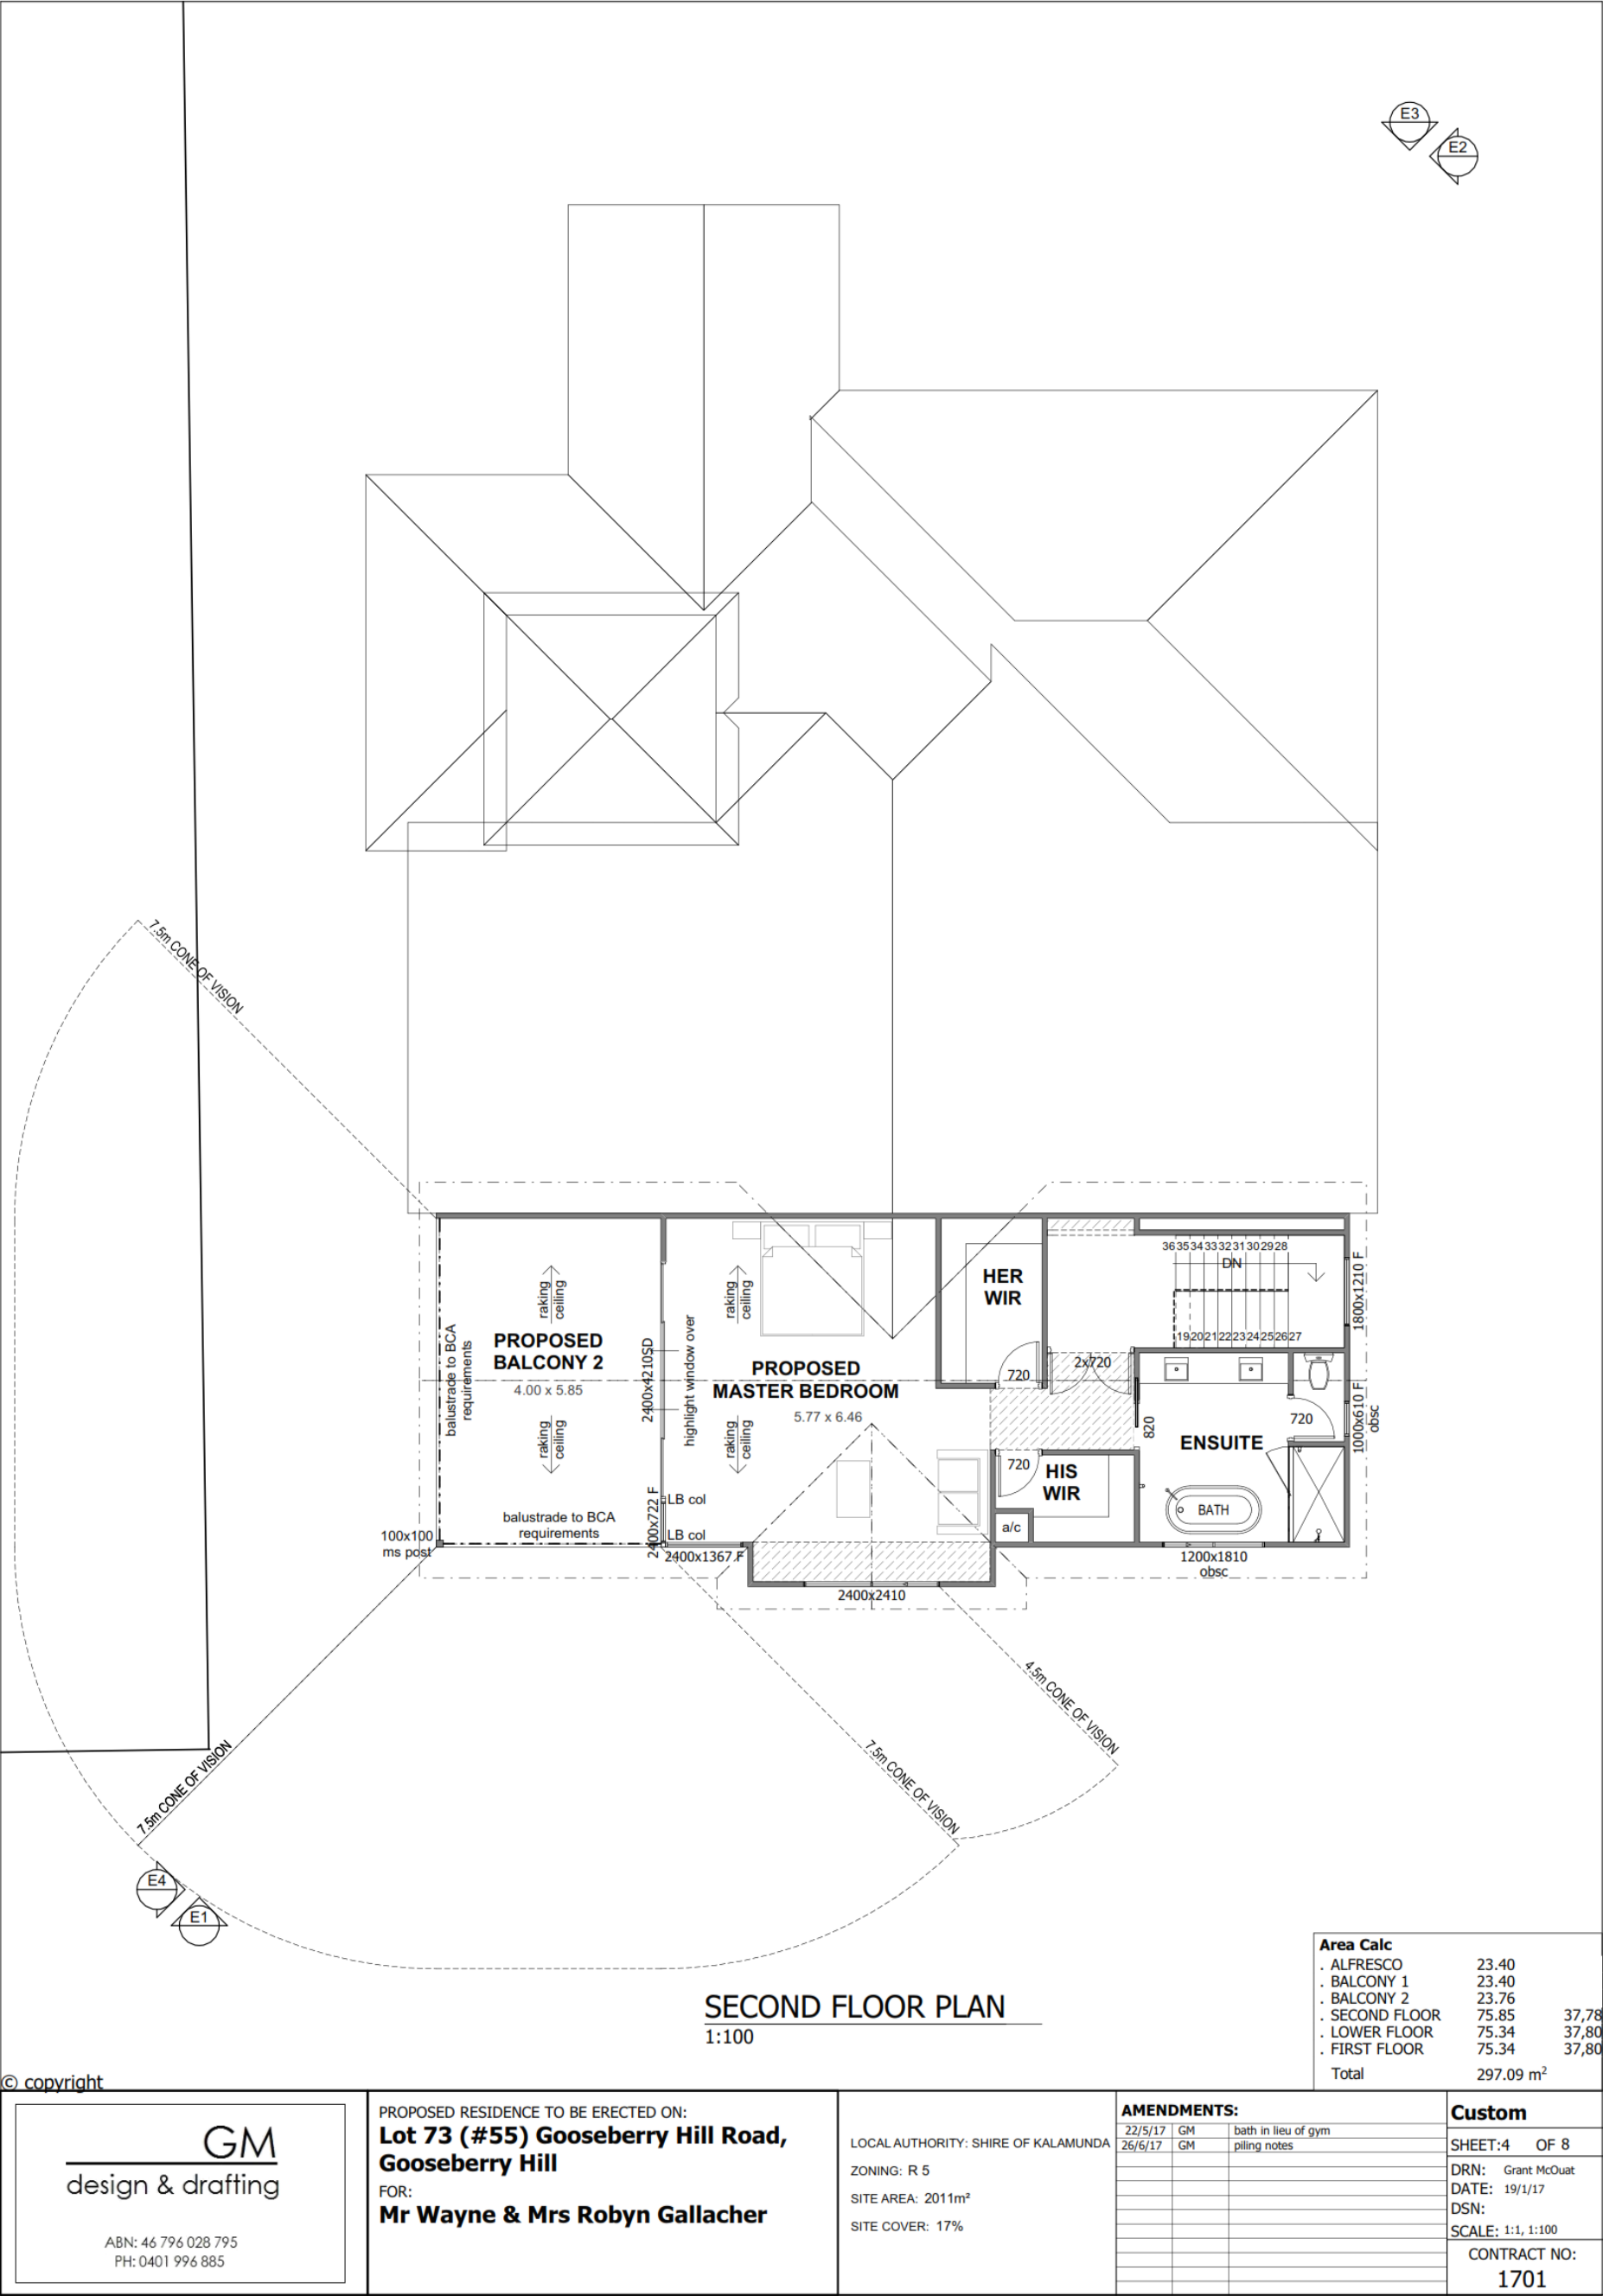 E3
E2
7.5m CONE OF VISION
36 35 34 33 32 31 30 29 28
DN
HER
WIR
1800x1210 F
raking
ceiling
raking
ceiling
balustrade to BCA
requirements
PROPOSED
BALCONY 2
4.00 x 5.85
2400x4210SD
highlight window over
19 20 21 22 23 24 25 26 27
PROPOSED
MASTER BEDROOM
5.77 x 6.46
720
2x720
raking
ceiling
raking
ceiling
820
720
1000x610 F
obsc
ENSUITE
720
HIS
WIR
2400x722 F
LB col
BATH
balustrade to BCA
requirements
a/c
100x100
ms post
LB col
2400x1367 F
1200x1810
obsc
2400x2410
4.5m CONE OF VISION
7.5m CONE OF VISION
7.5m CONE OF VISION
E4
E1
SECOND FLOOR PLAN
1:100
Area Calc
. ALFRESCO 23.40
. BALCONY 1 23.40
. BALCONY 2 23.76
. SECOND FLOOR 75.85 37,78
. LOWER FLOOR 75.34 37,80
. FIRST FLOOR 75.34 37,80
Total 297.09 m²
© copyright
GM
design & drafting
ABN: 46 796 028 795
PH: 0401 996 885
PROPOSED RESIDENCE TO BE ERECTED ON:
Lot 73 (#55) Gooseberry Hill Road,
Gooseberry Hill
FOR:
Mr Wayne & Mrs Robyn Gallacher
LOCAL AUTHORITY: SHIRE OF KALAMUNDA
ZONING: R 5
SITE AREA: 2011m²
SITE COVER: 17%
AMENDMENTS:
22/5/17 GM bath in lieu of gym
26/6/17 GM piling notes
Custom
SHEET:4 OF 8
DRN: Grant McOuat
DATE: 19/1/17
DSN:
SCALE: 1:1, 1:100
CONTRACT NO:
1701